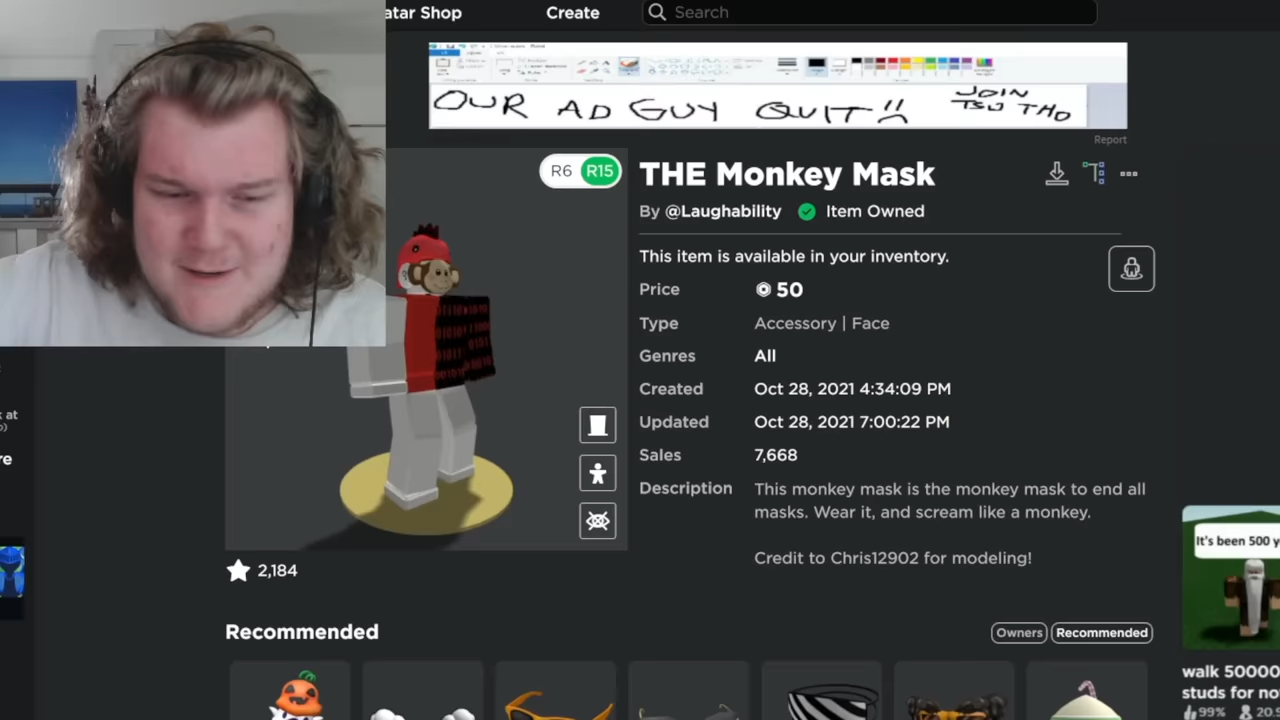 atar Shop
Create
Search
OUR AD GUY QUIT!!
JOIN
TSU THO
Report
R6
R15
THE Monkey Mask
By @Laughability
Item Owned
This item is available in your inventory.
Price
50
Type
Accessory | Face
Genres
All
Created
Oct 28, 2021 4:34:09 PM
Updated
Oct 28, 2021 7:00:22 PM
Sales
7,668
Description
This monkey mask is the monkey mask to end all
masks. Wear it, and scream like a monkey.
Credit to Chris12902 for modeling!
2,184
Recommended
Owners
Recommended
It's been 500 y
walk 50000
studs for no
99%
20.